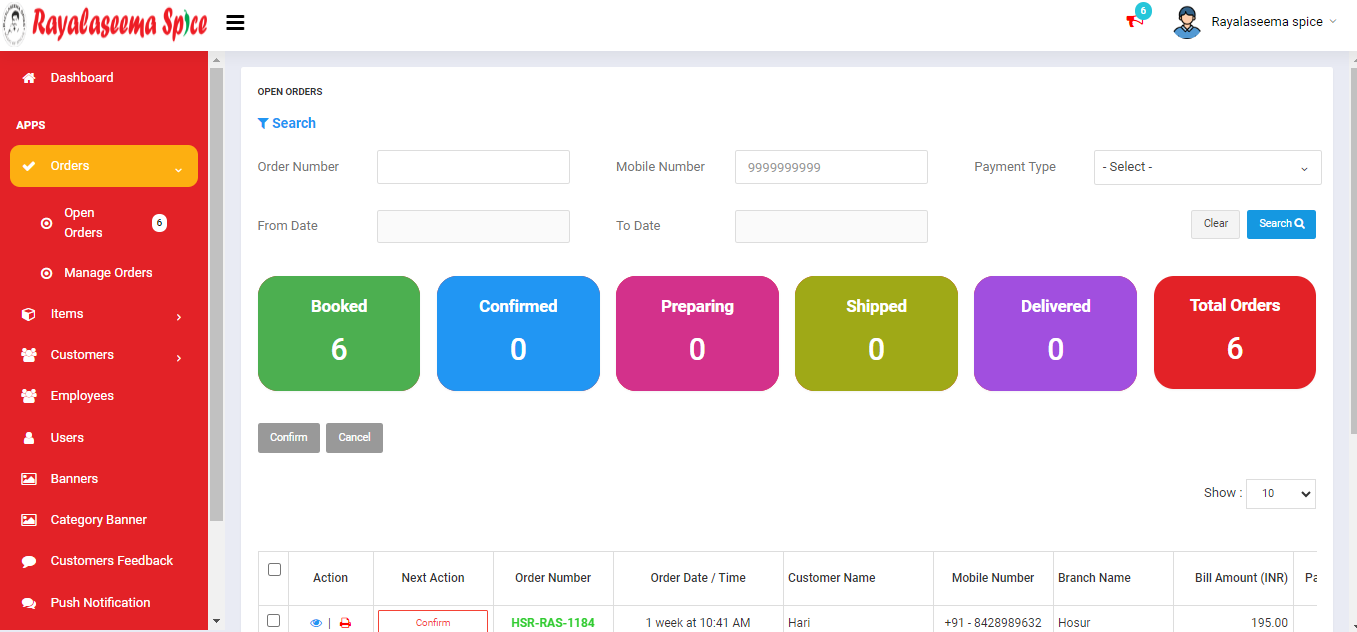 Rayalaseema Spice
6
Rayalaseema spice
Dashboard
APPS
Orders
Open
Orders
6
Manage Orders
Items
Customers
Employees
Users
Banners
Category Banner
Customers Feedback
Push Notification
OPEN ORDERS
Search
Order Number
Mobile Number 9999999999
Payment Type - Select -
From Date
To Date
Clear Search
Booked Confirmed Preparing Shipped Delivered Total Orders
6 0 0 0 0 6
Confirm Cancel
Show : 10
Action Next Action Order Number Order Date / Time Customer Name Mobile Number Branch Name Bill Amount (INR) Pa
| Confirm HSR-RAS-1184 1 week at 10:41 AM Hari +91 - 8428989632 Hosur 195.00